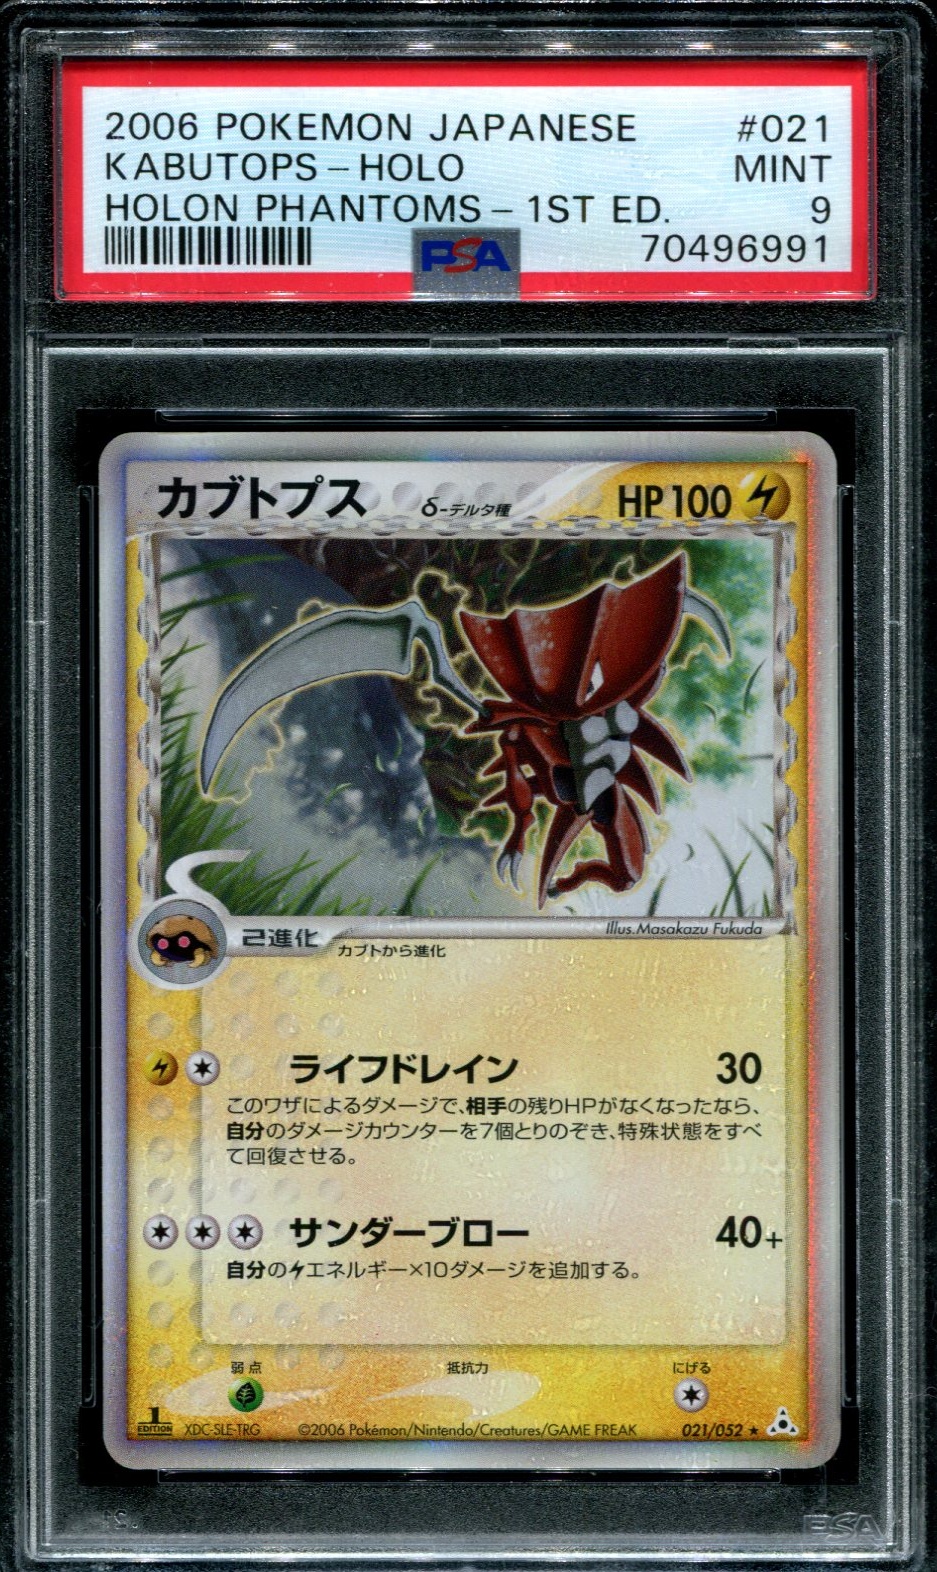 2006 POKEMON JAPANESE #021
KABUTOPS - HOLO MINT
HOLON PHANTOMS - 1ST ED. 9
PSA 70496991
カブトプス δ-デルタ種 HP100
Illus.Masakazu Fukuda
カブトから進化
ライフドレイン 30
このワザによるダメージで、相手の残りHPがなくなったなら、
自分のダメージカウンターを7個とりのぞき、特殊状態をすべ
て回復させる。
サンダーブロー 40+
自分のエネルギー×10ダメージを追加する。
弱点 抵抗力 にげる
1 EDITION XDC-SLE-TRG ©2006 Pokémon/Nintendo/Creatures/GAME FREAK 021/052 ★
PSA